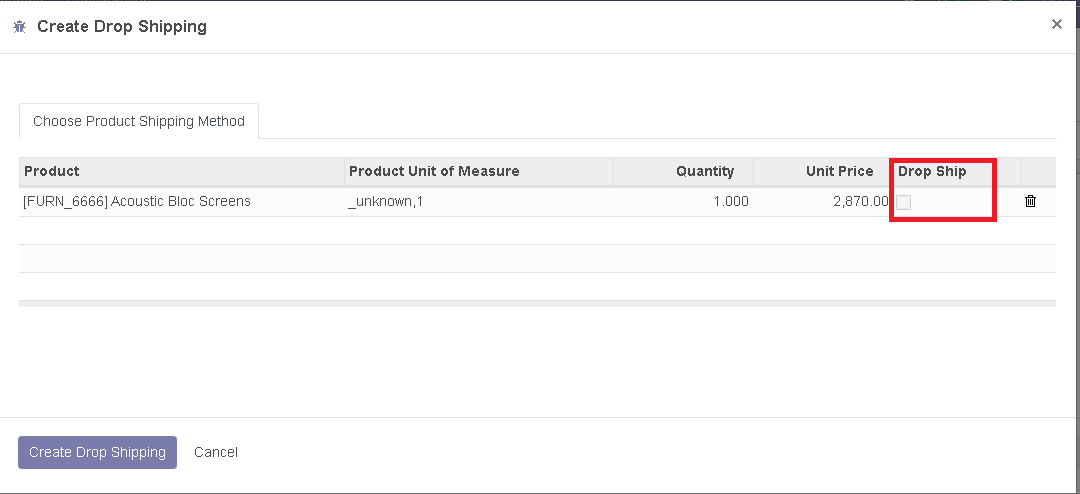 Create Drop Shipping
×
Choose Product Shipping Method
Product Product Unit of Measure Quantity Unit Price Drop Ship
[FURN_6666] Acoustic Bloc Screens _unknown,1 1.000 2,870.00
Create Drop Shipping Cancel